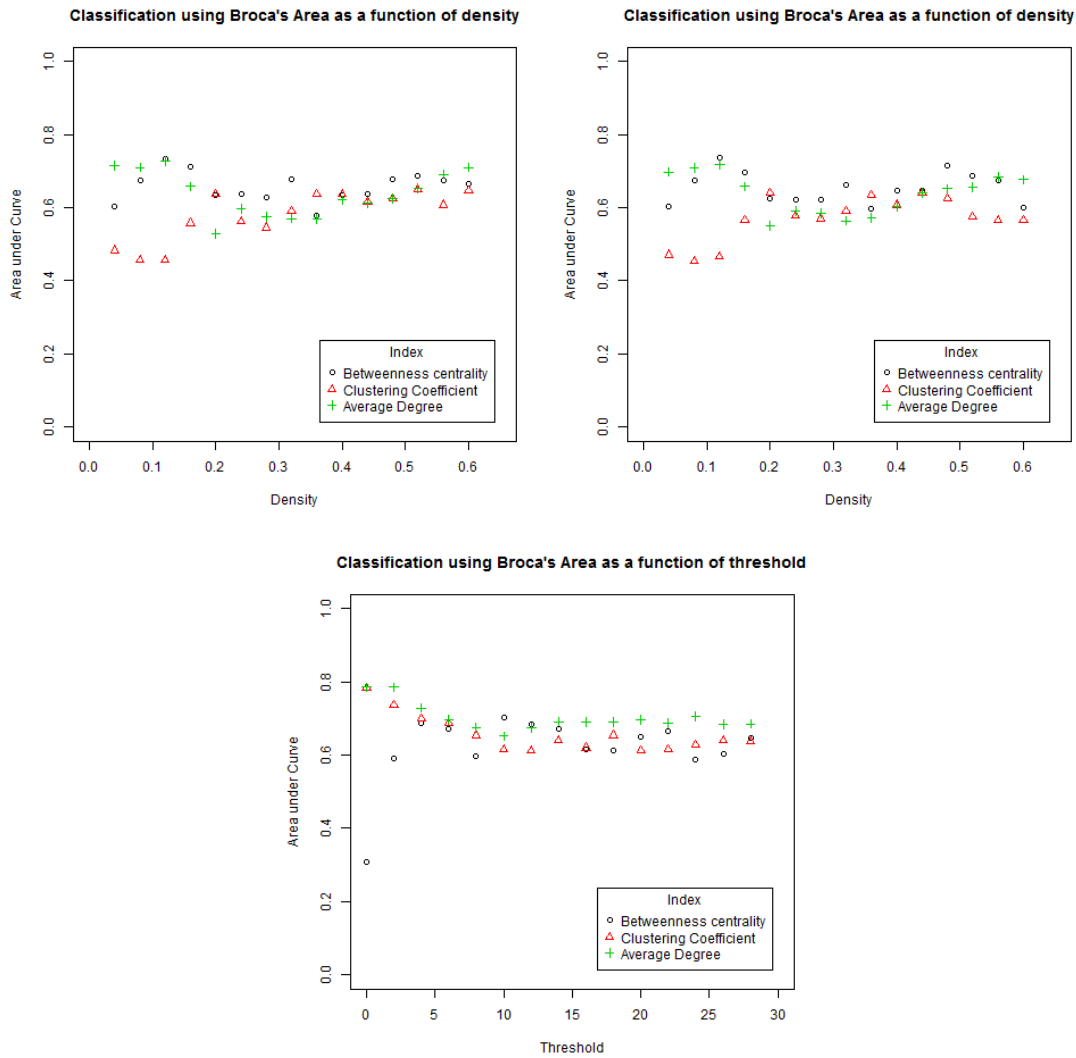 Classification using Broca's Area as a function of density
Area under Curve
1.0
0.8
0.6
0.4
0.2
0.0
Index
Betweenness centrality
Clustering Coefficient
Average Degree
0.0 0.1 0.2 0.3 0.4 0.5 0.6
Density
Classification using Broca's Area as a function of density
Area under Curve
1.0
0.8
0.6
0.4
0.2
0.0
Index
Betweenness centrality
Clustering Coefficient
Average Degree
0.0 0.1 0.2 0.3 0.4 0.5 0.6
Density
Classification using Broca's Area as a function of threshold
Area under Curve
1.0
0.8
0.6
0.4
0.2
0.0
Index
Betweenness centrality
Clustering Coefficient
Average Degree
0 5 10 15 20 25 30
Threshold